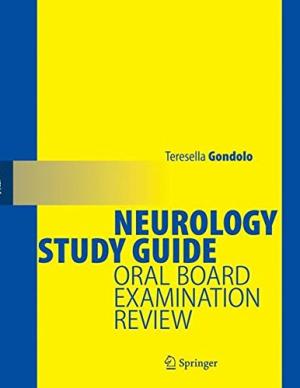 Teresella Gondolo
NEUROLOGY
STUDY GUIDE
ORAL BOARD
EXAMINATION
REVIEW
Springer